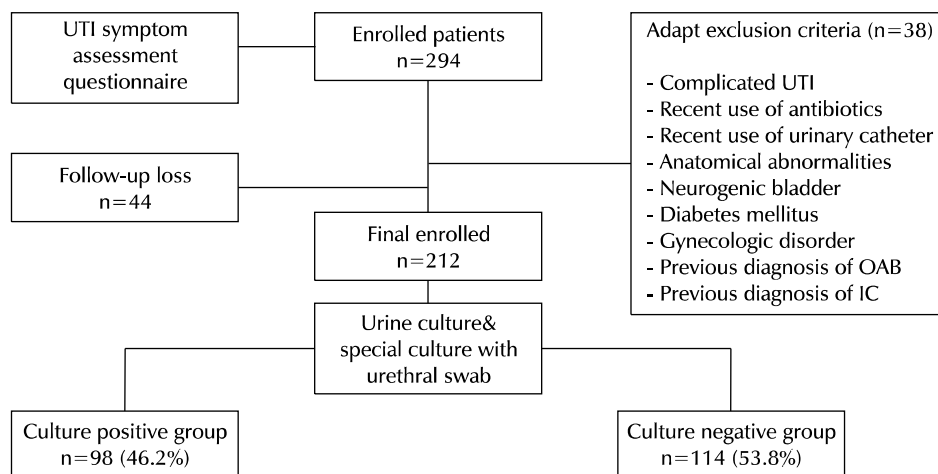 UTI symptom
assessment
questionnaire
Enrolled patients
n=294
Adapt exclusion criteria (n=38)
- Complicated UTI
- Recent use of antibiotics
- Recent use of urinary catheter
- Anatomical abnormalities
- Neurogenic bladder
- Diabetes mellitus
- Gynecologic disorder
- Previous diagnosis of OAB
- Previous diagnosis of IC
Follow-up loss
n=44
Final enrolled
n=212
Urine culture&
special culture with
urethral swab
Culture positive group
n=98 (46.2%)
Culture negative group
n=114 (53.8%)